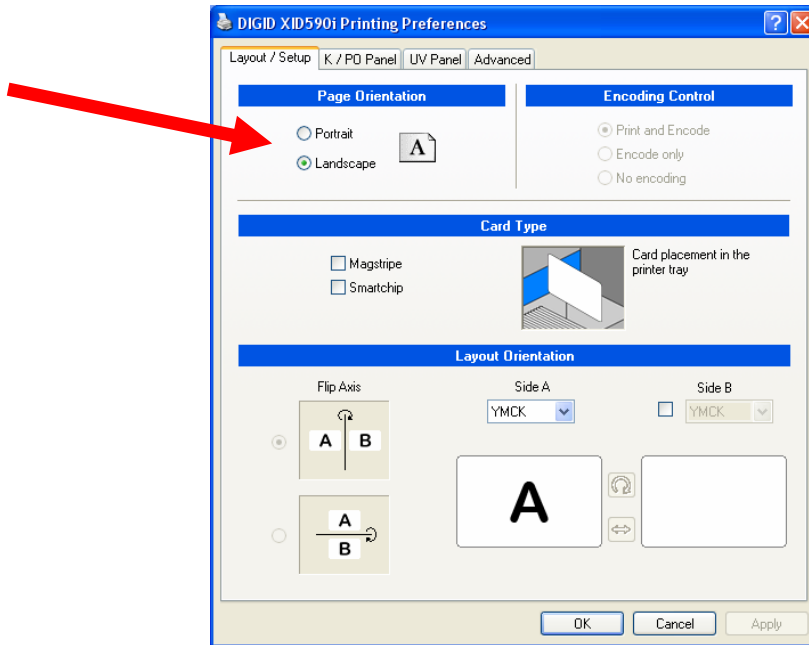 DIGID XID590i Printing Preferences
Layout / Setup K / PO Panel UV Panel Advanced
Page Orientation
Portrait
Landscape
A
Encoding Control
Print and Encode
Encode only
No encoding
Card Type
Magstripe
Smartchip
Card placement in the
printer tray
Layout Orientation
Flip Axis
A B
A
B
Side A
YMCK
A
Side B
YMCK
OK Cancel Apply